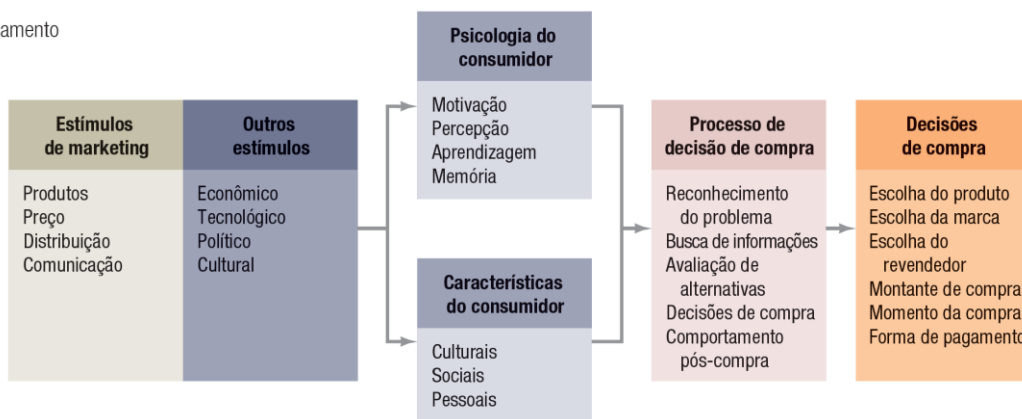 amento
Estímulos
de marketing
Produtos
Preço
Distribuição
Comunicação
Outros
estímulos
Econômico
Tecnológico
Político
Cultural
Psicologia do
consumidor
Motivação
Percepção
Aprendizagem
Memória
Características
do consumidor
Culturais
Sociais
Pessoais
Processo de
decisão de compra
Reconhecimento
do problema
Busca de informações
Avaliação de
alternativas
Decisões de compra
Comportamento
pós-compra
Decisões
de compra
Escolha do produto
Escolha da marca
Escolha do
revendedor
Montante de compra
Momento da compra
Forma de pagamento